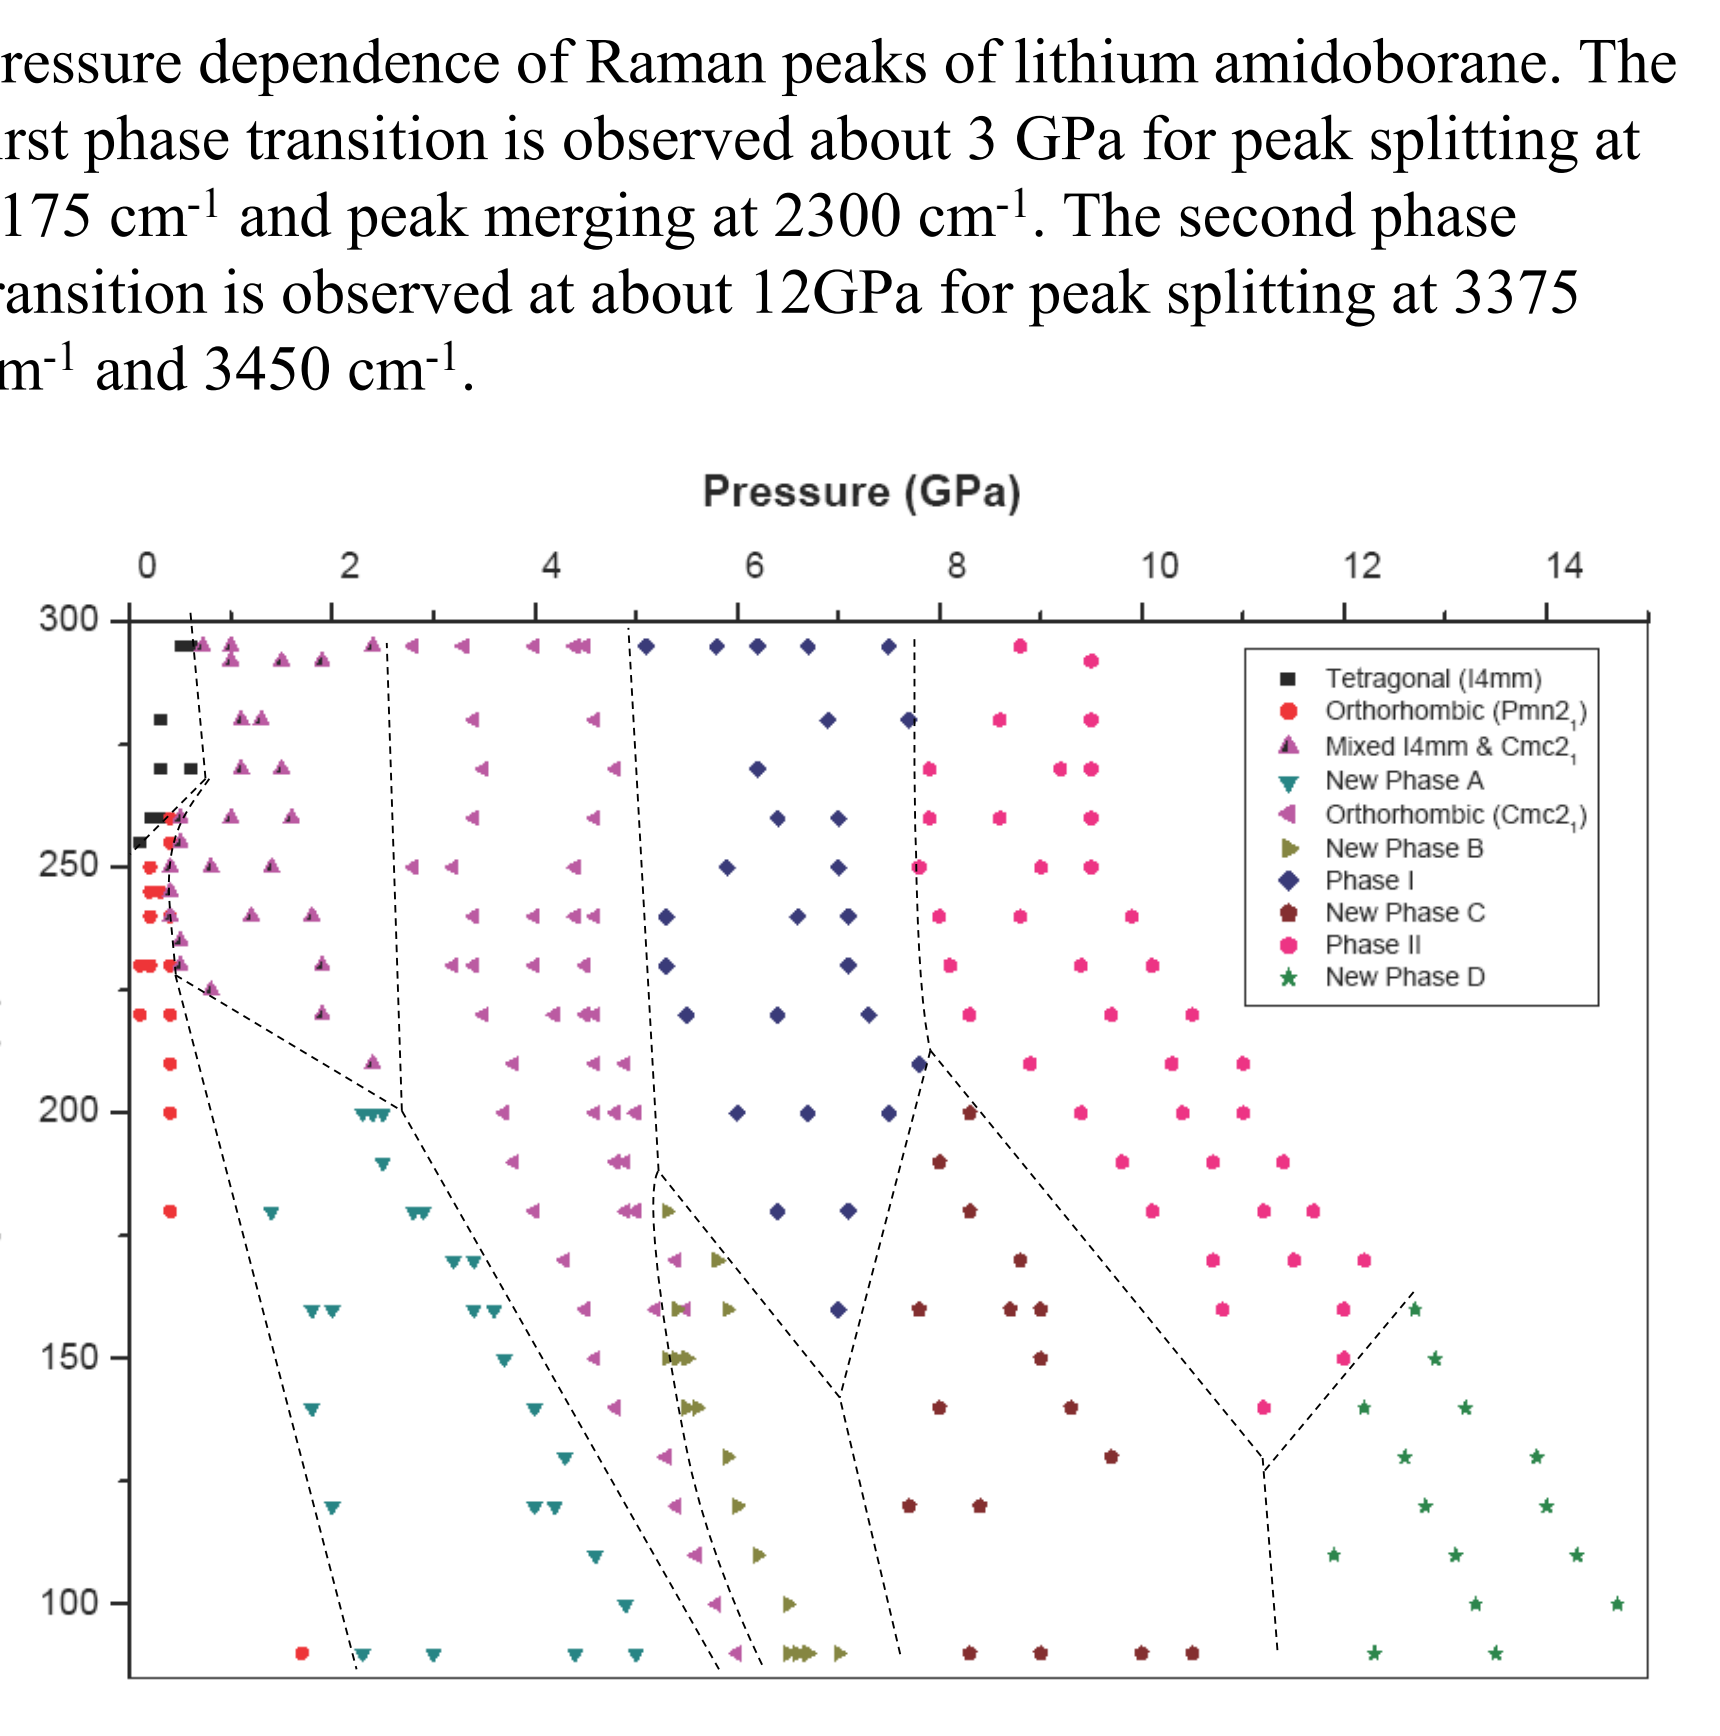 ressure dependence of Raman peaks of lithium amidoborane. The
irst phase transition is observed about 3 GPa for peak splitting at
175 cm-1 and peak merging at 2300 cm-1. The second phase
ransition is observed at about 12GPa for peak splitting at 3375
m-1 and 3450 cm-1.
Pressure (GPa)
0 2 4 6 8 10 12 14
300
250
200
150
100
Tetragonal (I4mm)
Orthorhombic (Pmn21)
Mixed I4mm & Cmc21
New Phase A
Orthorhombic (Cmc21)
New Phase B
Phase I
New Phase C
Phase II
New Phase D